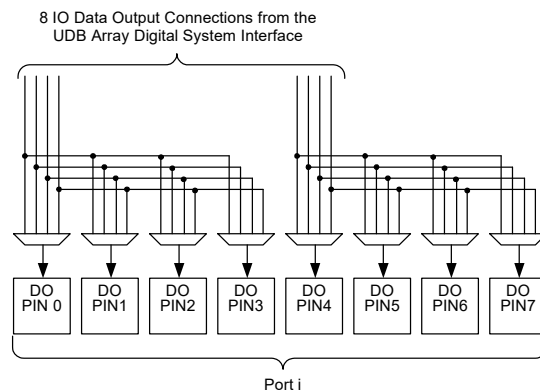 8 IO Data Output Connections from the
UDB Array Digital System Interface
DO
PIN 0
DO
PIN1
DO
PIN2
DO
PIN3
DO
PIN4
DO
PIN5
DO
PIN6
DO
PIN7
Port i